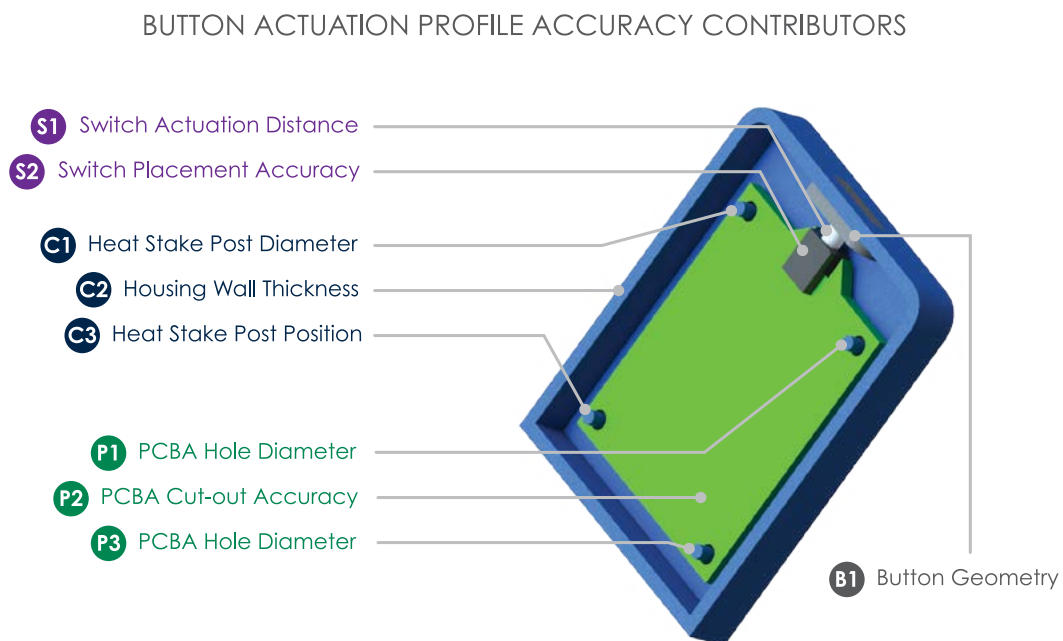 BUTTON ACTUATION PROFILE ACCURACY CONTRIBUTORS
S1 Switch Actuation Distance
S2 Switch Placement Accuracy
C1 Heat Stake Post Diameter
C2 Housing Wall Thickness
C3 Heat Stake Post Position
P1 PCBA Hole Diameter
P2 PCBA Cut-out Accuracy
P3 PCBA Hole Diameter
B1 Button Geometry